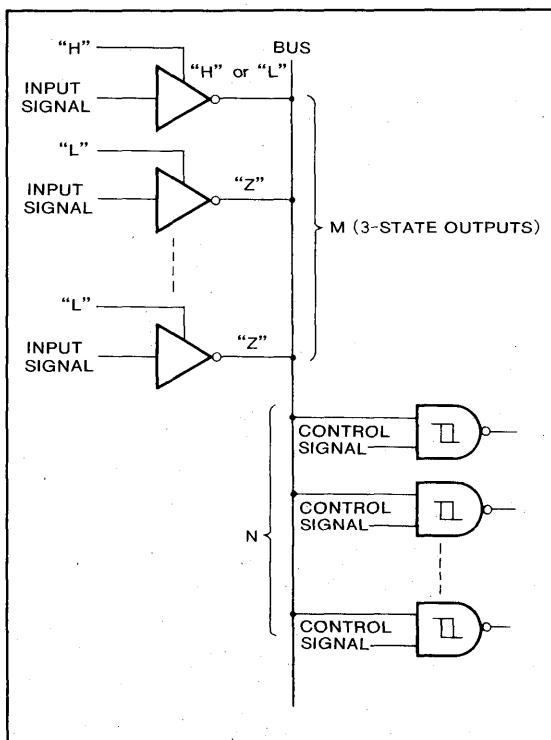 “H”
BUS
“H” or “L”
INPUT
SIGNAL
“L”
“Z”
INPUT
SIGNAL
M (3-STATE OUTPUTS)
“L”
“Z”
INPUT
SIGNAL
CONTROL
SIGNAL
CONTROL
SIGNAL
N
CONTROL
SIGNAL